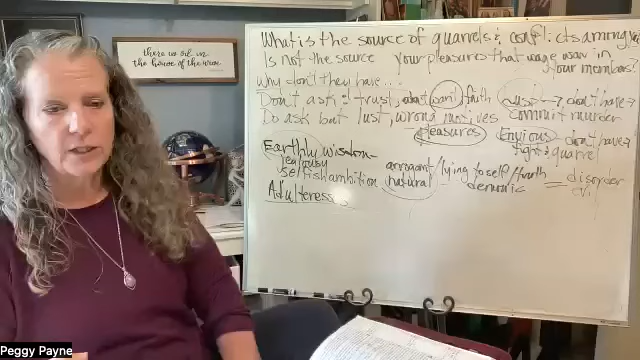 What is the source of quarrels & conflicts among you
Is not the source your pleasures that wage war in your members?
Why don't they have...
Don't ask = trust want faith Lust → don't have?
Do ask but lust, wrong motives commit murder
pleasures Envious don't have?
fight & quarrel
Earthly wisdom-
jealousy
selfish ambition arrogant/lying to self/truth = disorder
natural demonic evil
Adulteress
there is oil in
the house of the wise
Peggy Payne